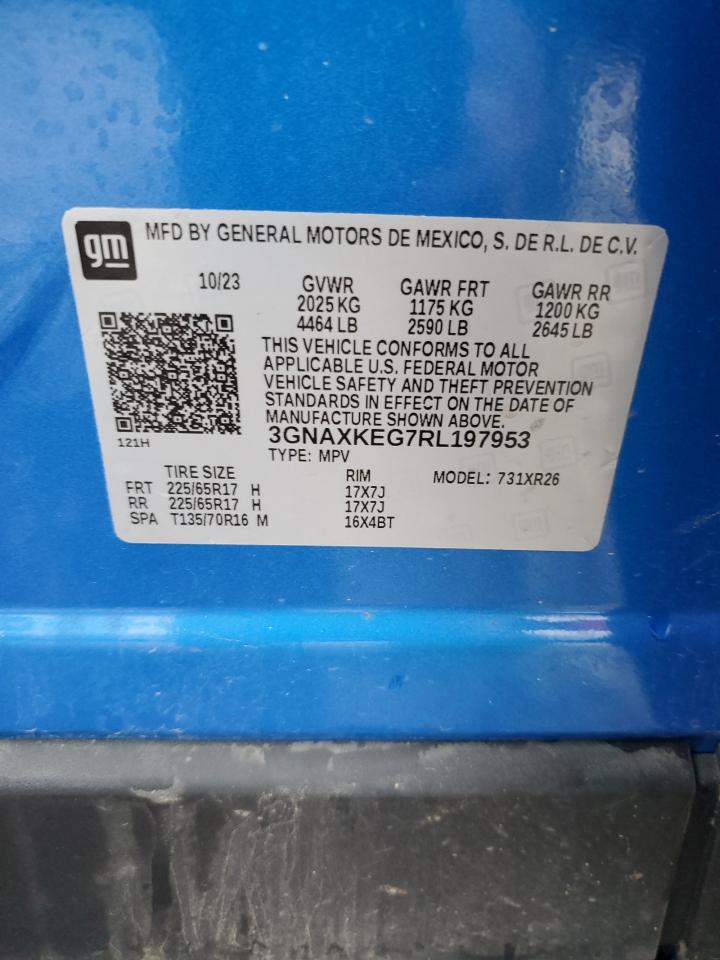 gm
MFD BY GENERAL MOTORS DE MEXICO, S. DE R.L. DE C.V.
10/23 GVWR GAWR FRT GAWR RR
2025 KG 1175 KG 1200 KG
4464 LB 2590 LB 2645 LB
THIS VEHICLE CONFORMS TO ALL
APPLICABLE U.S. FEDERAL MOTOR
VEHICLE SAFETY AND THEFT PREVENTION
STANDARDS IN EFFECT ON THE DATE OF
MANUFACTURE SHOWN ABOVE.
121H
3GNAXKEG7RL197953
TYPE: MPV
TIRE SIZE RIM MODEL: 731XR26
FRT 225/65R17 H 17X7J
RR 225/65R17 H 17X7J
SPA T135/70R16 M 16X4BT